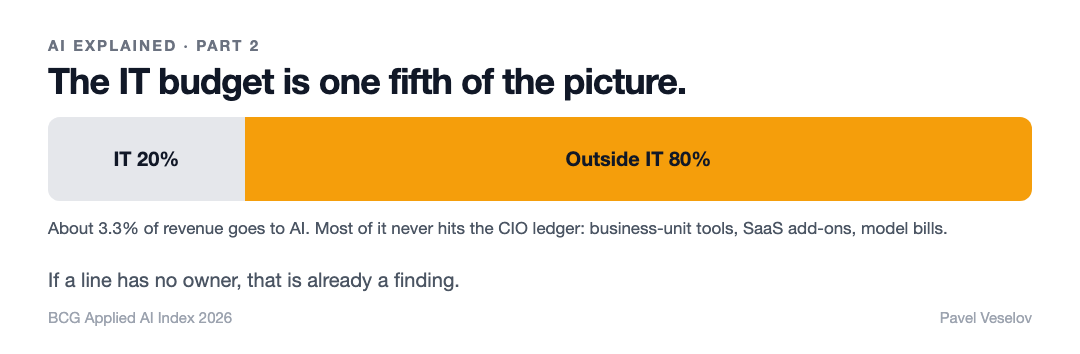 AI EXPLAINED · PART 2
The IT budget is one fifth of the picture.
IT 20%
Outside IT 80%
About 3.3% of revenue goes to AI. Most of it never hits the CIO ledger: business-unit tools, SaaS add-ons, model bills.
If a line has no owner, that is already a finding.
BCG Applied AI Index 2026
Pavel Veselov